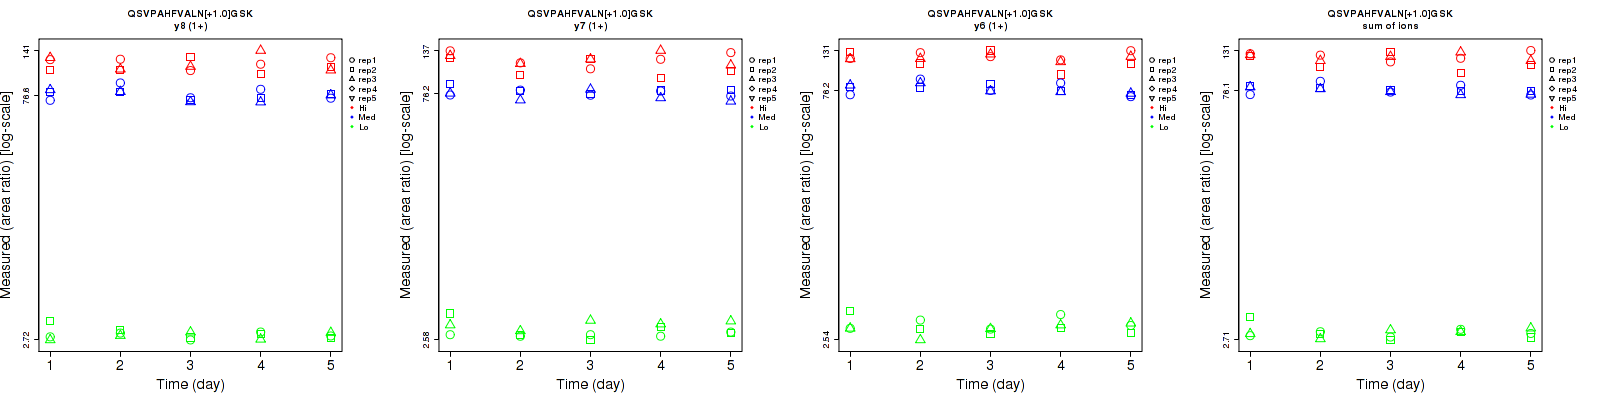 QSVPAHFVALN[+1.0]GSK
y8 (1+)
Measured (area ratio) [log-scale]
141
76.6
2.72
1 2 3 4 5
Time (day)
rep1
rep2
rep3
rep4
rep5
Hi
Med
Lo
QSVPAHFVALN[+1.0]GSK
y7 (1+)
Measured (area ratio) [log-scale]
137
76.2
2.58
1 2 3 4 5
Time (day)
rep1
rep2
rep3
rep4
rep5
Hi
Med
Lo
QSVPAHFVALN[+1.0]GSK
y6 (1+)
Measured (area ratio) [log-scale]
131
76.2
2.54
1 2 3 4 5
Time (day)
rep1
rep2
rep3
rep4
rep5
Hi
Med
Lo
QSVPAHFVALN[+1.0]GSK
sum of ions
Measured (area ratio) [log-scale]
131
76.1
2.71
1 2 3 4 5
Time (day)
rep1
rep2
rep3
rep4
rep5
Hi
Med
Lo